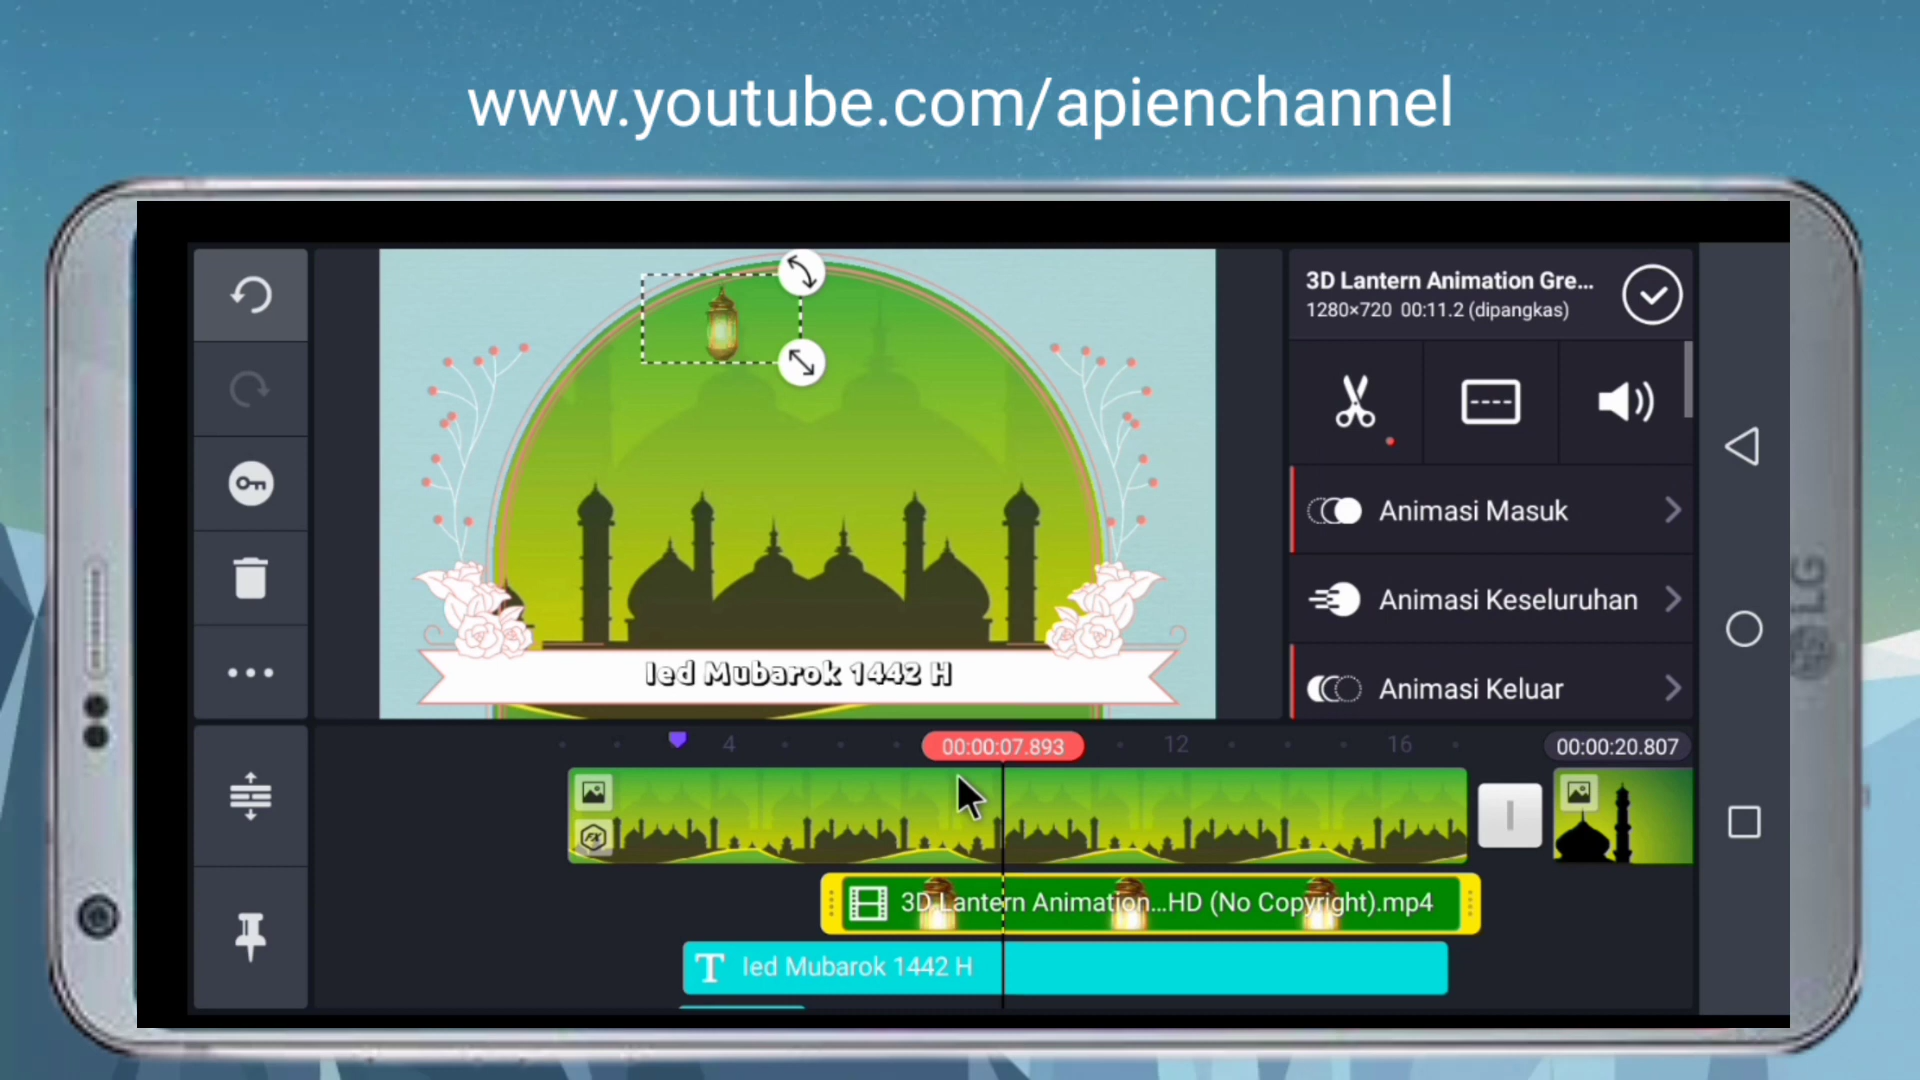 www.youtube.com/apienchannel
3D Lantern Animation Gre...
1280×720 00:11.2 (dipangkas)
Animasi Masuk
Animasi Keseluruhan
Animasi Keluar
Ied Mubarok 1442 H
4
00:00:07.893
12
16
00:00:20.807
FX
3D Lantern Animation...HD (No Copyright).mp4
T Ied Mubarok 1442 H
LG